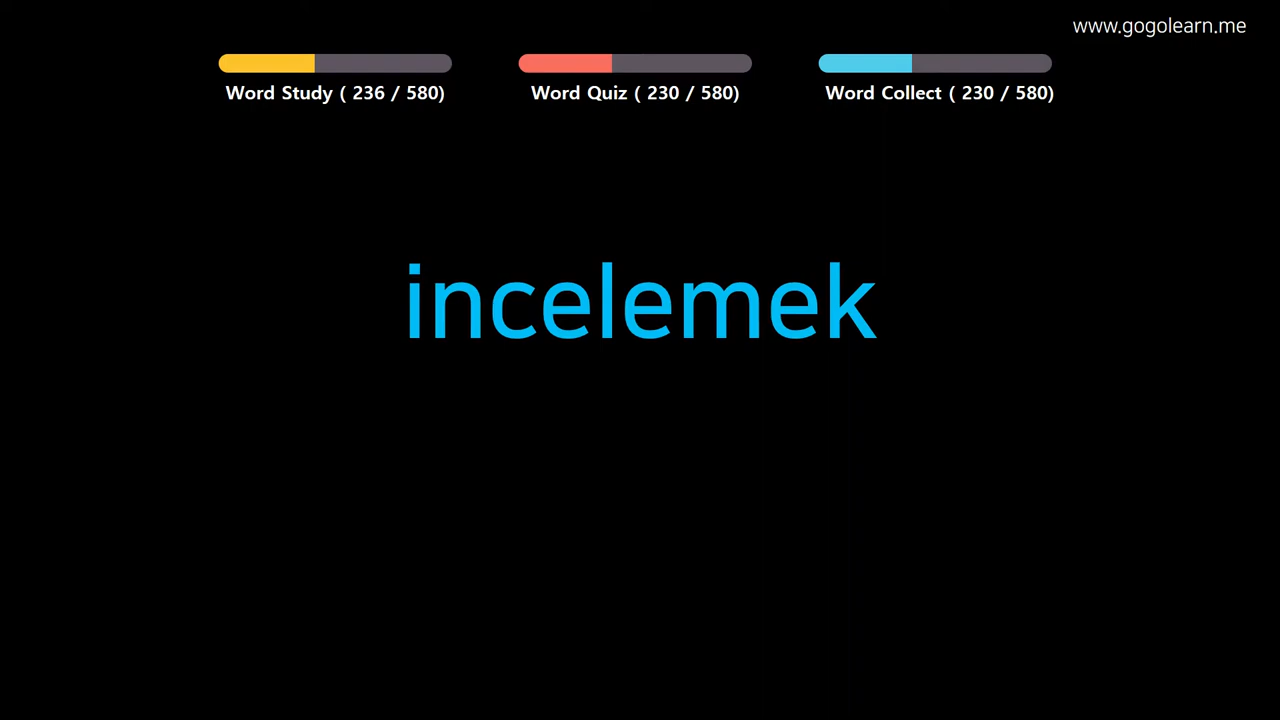 www.gogolearn.me
Word Study ( 236 / 580)
Word Quiz ( 230 / 580)
Word Collect ( 230 / 580)
incelemek